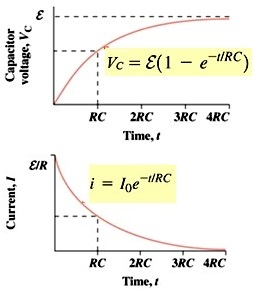 Capacitor
voltage, V_C
ℰ
V_C = ℰ(1 − e^{−t/RC})
RC 2RC 3RC 4RC
Time, t
Current, I
ℰ/R
i = I_0e^{−t/RC}
RC 2RC 3RC 4RC
Time, t